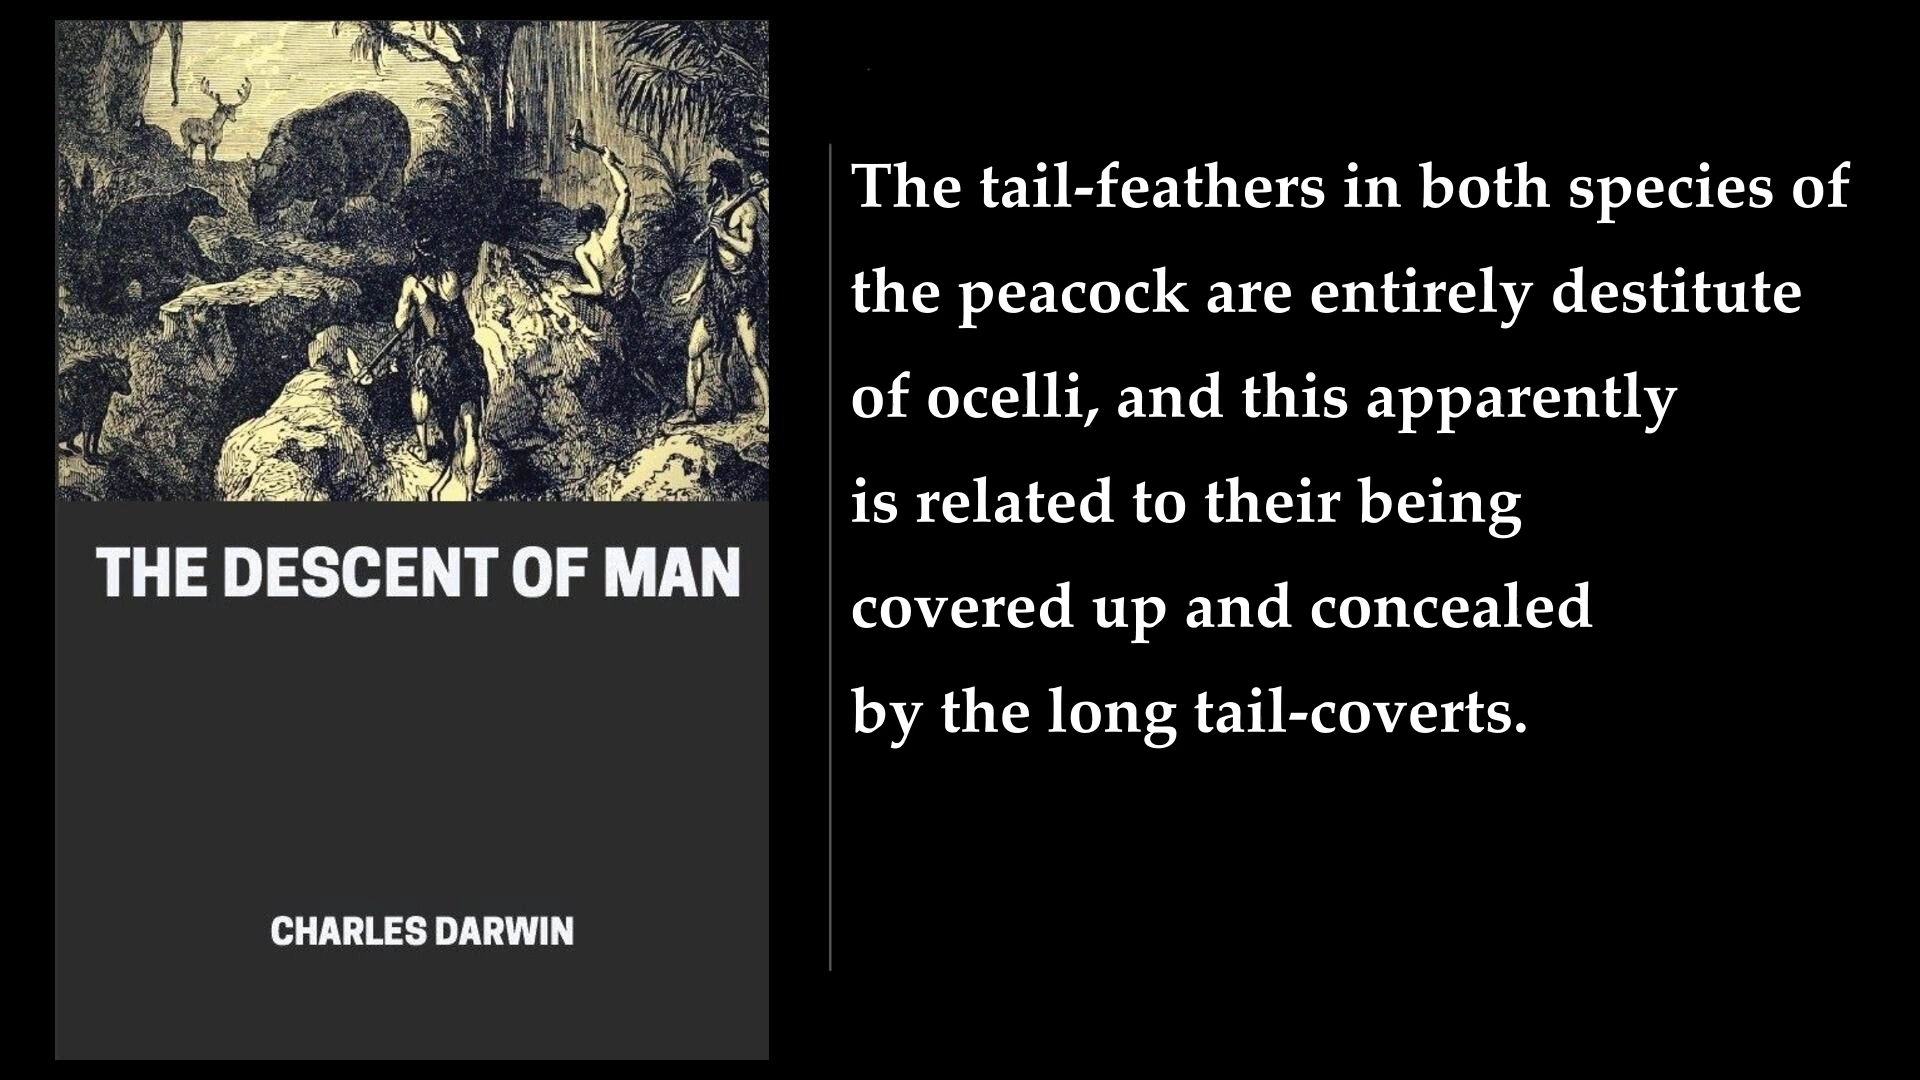 THE DESCENT OF MAN
CHARLES DARWIN
The tail-feathers in both species of
the peacock are entirely destitute
of ocelli, and this apparently
is related to their being
covered up and concealed
by the long tail-coverts.